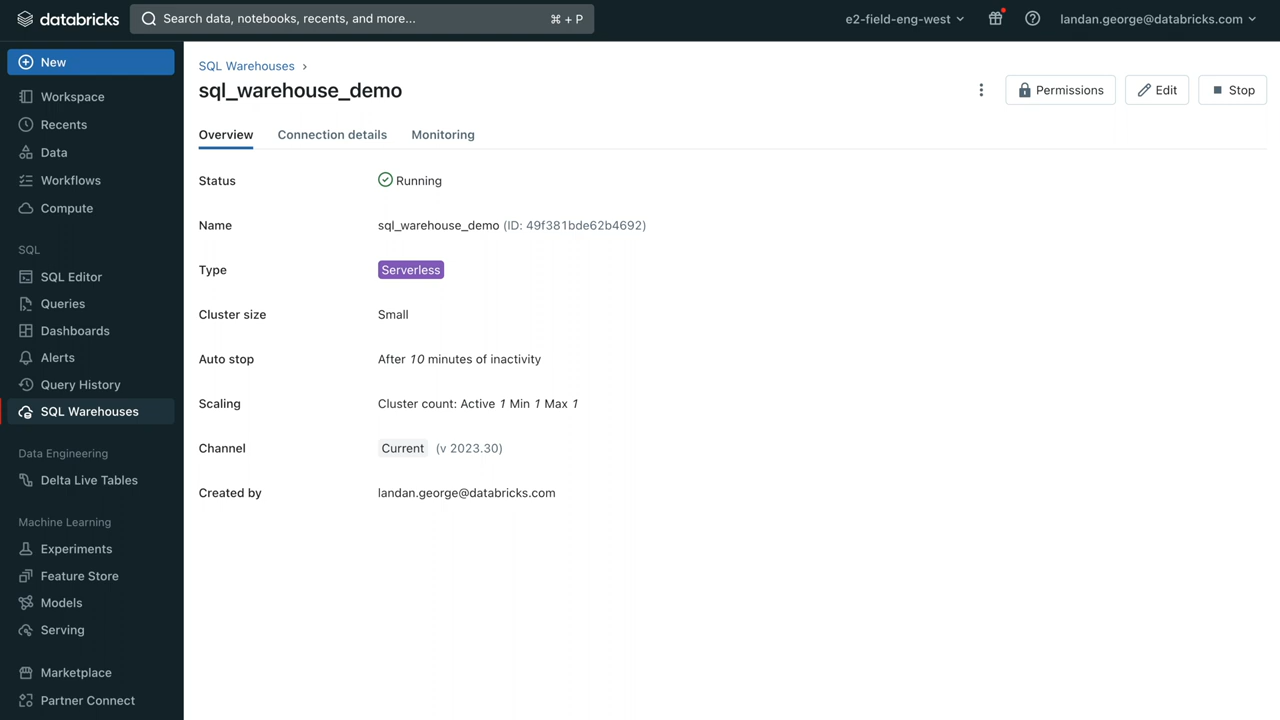 databricks
Search data, notebooks, recents, and more...
⌘ + P
e2-field-eng-west
landan.george@databricks.com
New
Workspace
Recents
Data
Workflows
Compute
SQL
SQL Editor
Queries
Dashboards
Alerts
Query History
SQL Warehouses
Data Engineering
Delta Live Tables
Machine Learning
Experiments
Feature Store
Models
Serving
Marketplace
Partner Connect
SQL Warehouses ›
sql_warehouse_demo
Permissions
Edit
Stop
Overview
Connection details
Monitoring
Status Running
Name sql_warehouse_demo (ID: 49f381bde62b4692)
Type Serverless
Cluster size Small
Auto stop After 10 minutes of inactivity
Scaling Cluster count: Active 1 Min 1 Max 1
Channel Current (v 2023.30)
Created by landan.george@databricks.com